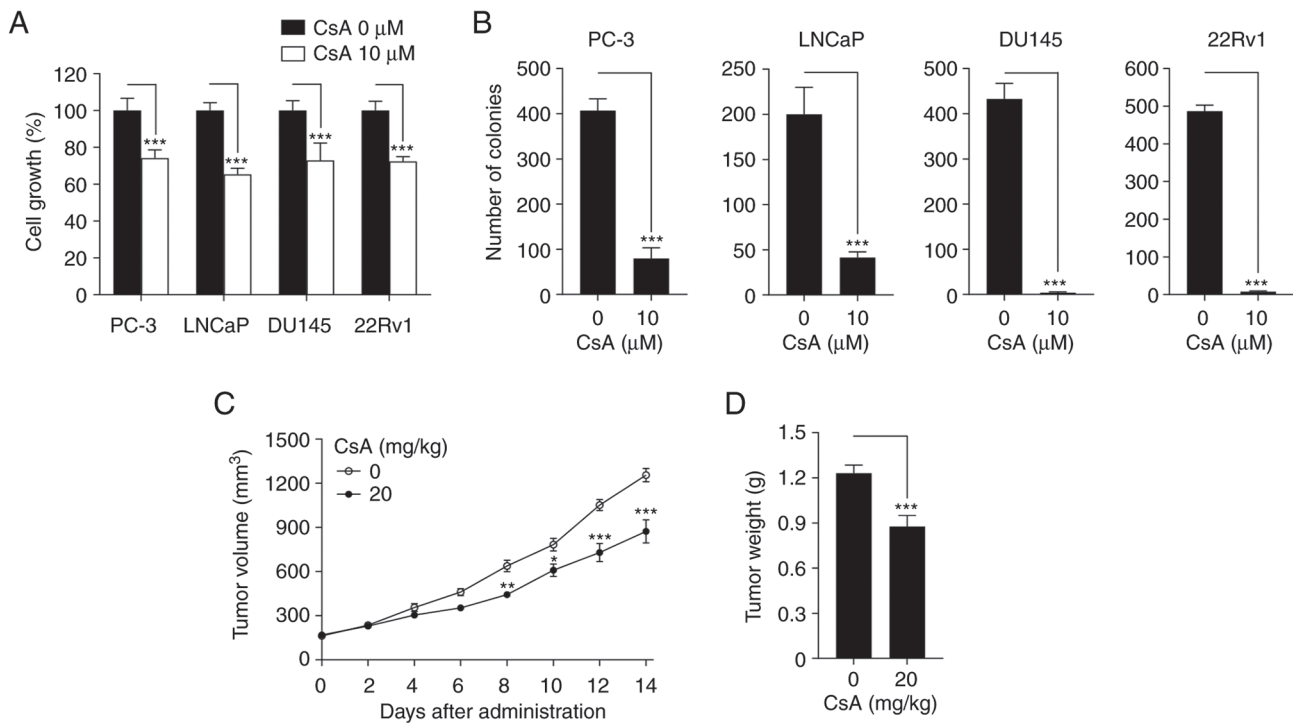 A
CsA 0 μM
CsA 10 μM
Cell growth (%)
120
100
80
60
40
20
0
***
***
***
***
PC-3
LNCaP
DU145
22Rv1
B
Number of colonies
PC-3
500
400
300
200
100
0
***
0 10
CsA (μM)
LNCaP
250
200
150
100
50
0
***
0 10
CsA (μM)
DU145
500
400
300
200
100
0
***
0 10
CsA (μM)
22Rv1
600
500
400
300
200
100
0
***
0 10
CsA (μM)
C
Tumor volume (mm³)
1500
1200
900
600
300
0
CsA (mg/kg)
0
20
**
*
***
***
0 2 4 6 8 10 12 14
Days after administration
D
Tumor weight (g)
1.5
1.2
0.9
0.6
0.3
0
***
0 20
CsA (mg/kg)